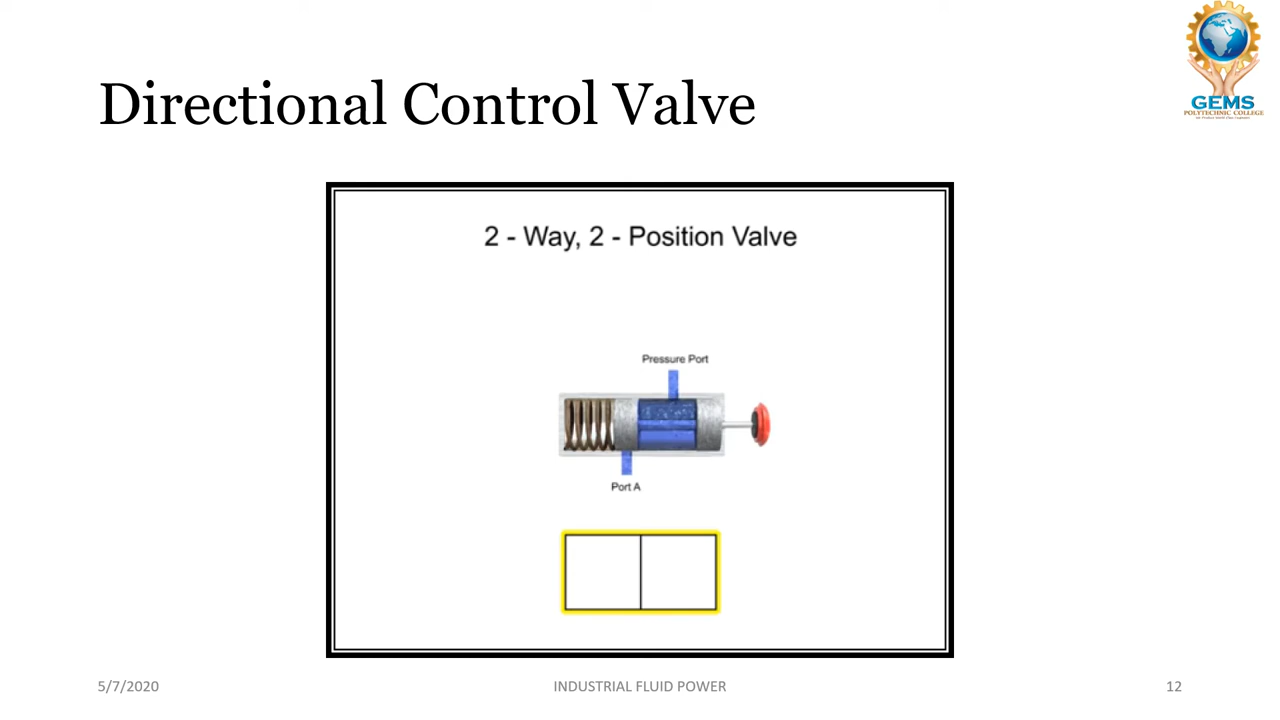 GEMS
POLYTECHNIC COLLEGE
Directional Control Valve
2 - Way, 2 - Position Valve
Pressure Port
Port A
5/7/2020
INDUSTRIAL FLUID POWER
12